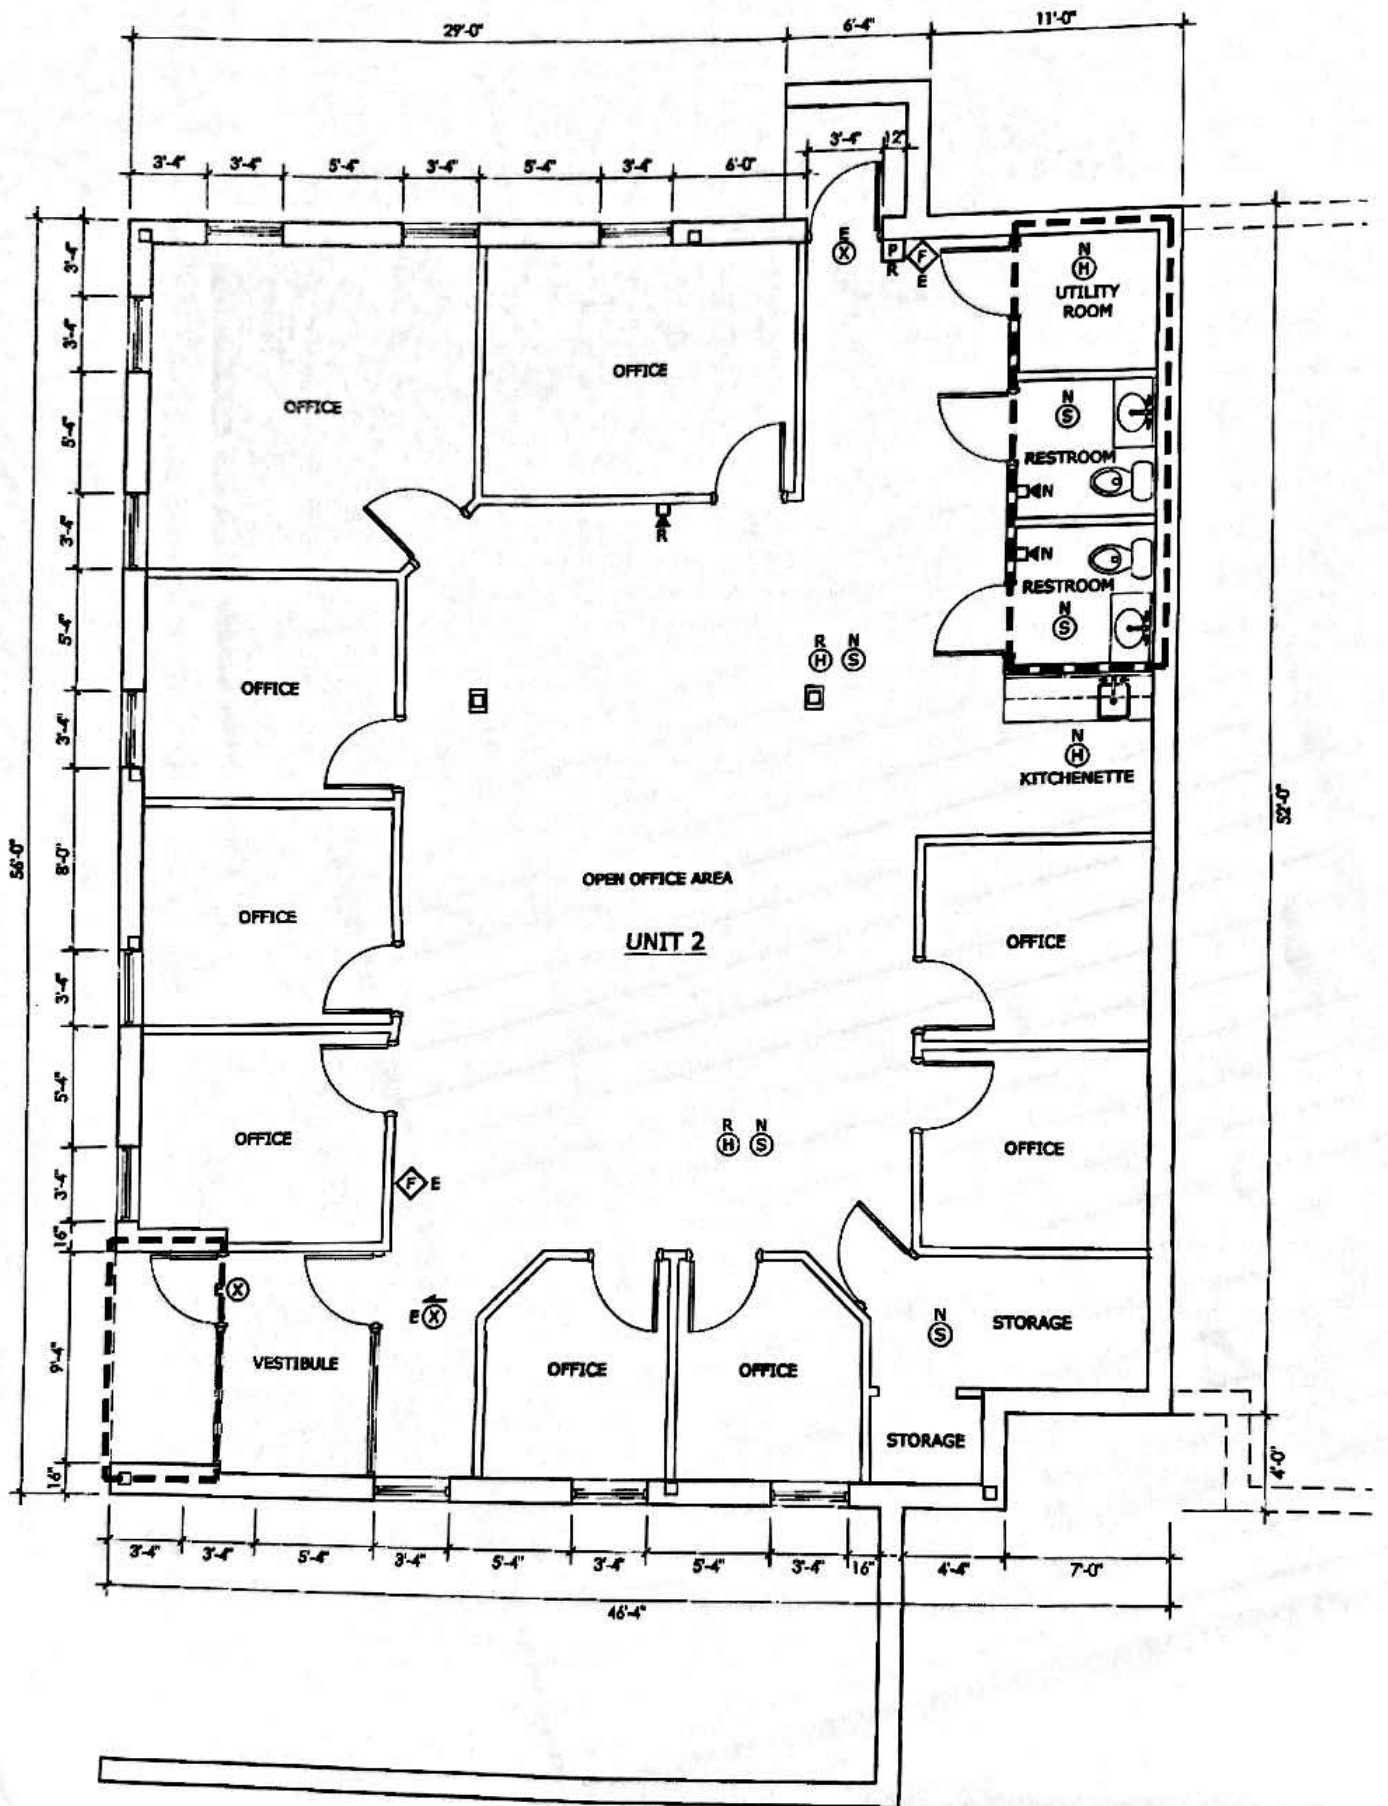 29'-0"
6'-4"
11'-0"
3'-4"
12"
3'-4"
3'-4"
5'-4"
3'-4"
5'-4"
3'-4"
6'-0"
E
X
P
R
F
E
N
H
UTILITY
ROOM
3'-4"
3'-4"
5'-4"
3'-4"
5'-4"
3'-4"
8'-0"
3'-4"
5'-4"
3'-4"
16"
9'-4"
16"
56'-0"
52'-0"
4'-0"
OFFICE
OFFICE
N
S
RESTROOM
N
N
RESTROOM
N
S
R
R N
H S
OFFICE
N
H
KITCHENETTE
OPEN OFFICE AREA
UNIT 2
OFFICE
OFFICE
R N
H S
OFFICE
OFFICE
F E
X
E X
VESTIBULE
OFFICE
OFFICE
N
S
STORAGE
STORAGE
3'-4"
3'-4"
5'-4"
3'-4"
5'-4"
3'-4"
5'-4"
3'-4"
16"
4'-4"
7'-0"
46'-4"